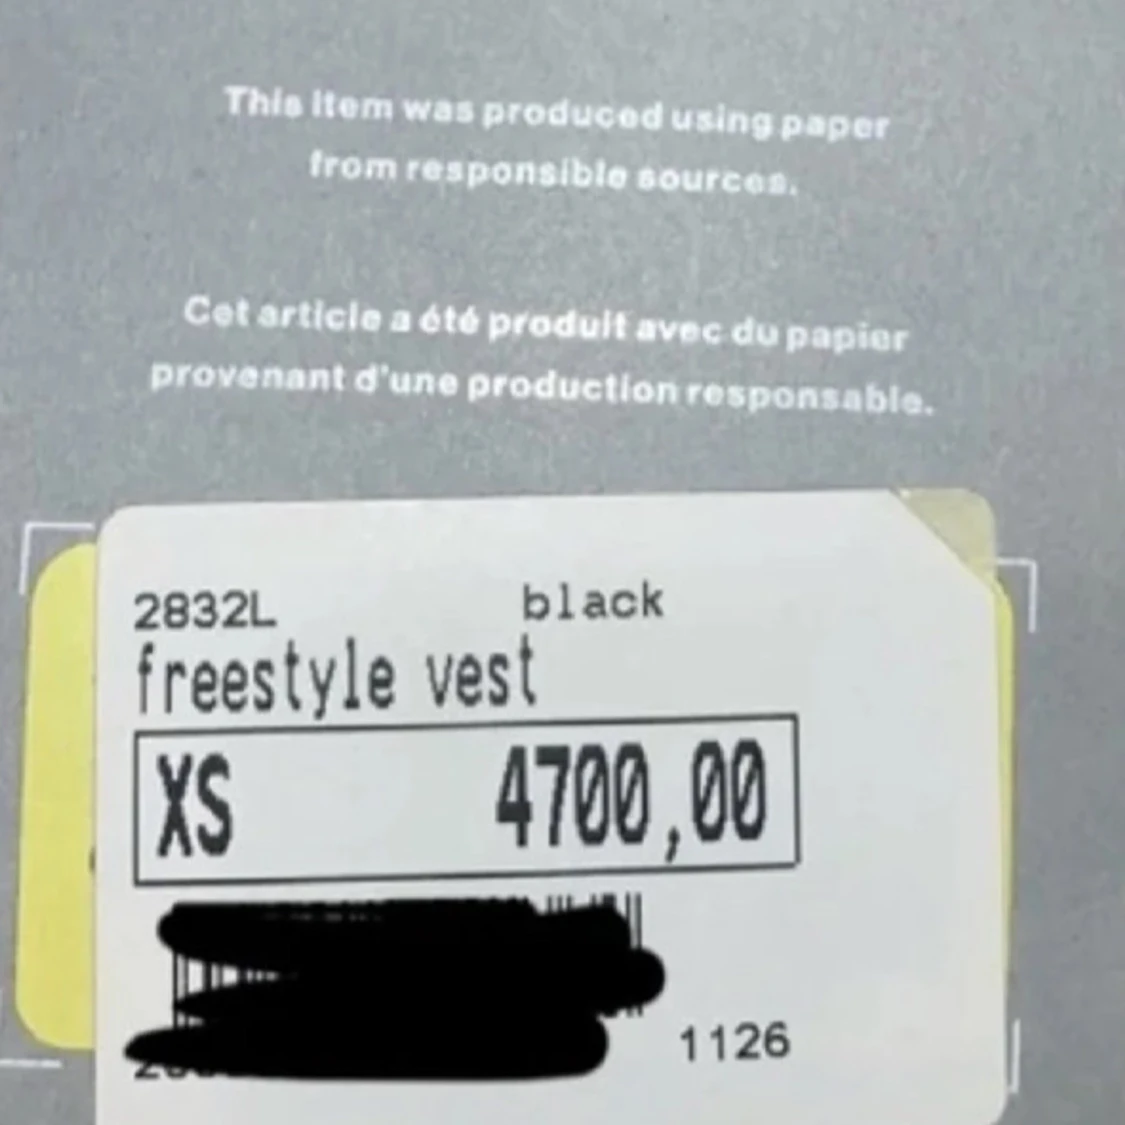 This item was produced using paper
from responsible sources.
Cet article a été produit avec du papier
provenant d'une production responsable.
2832L black
freestyle vest
XS 4700,00
1126